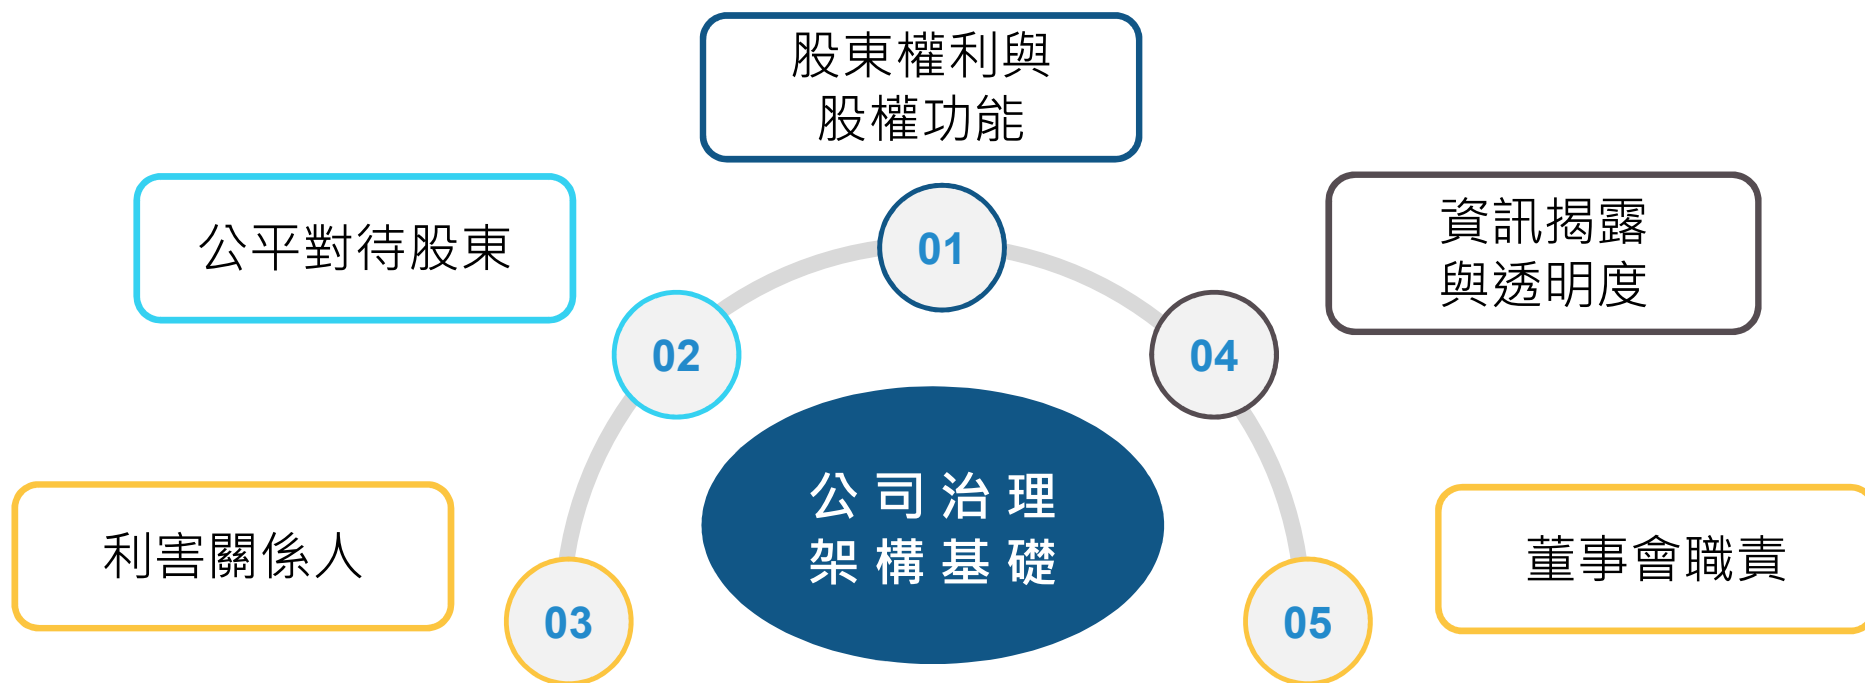 股東權利與
股權功能
01
公平對待股東
02
利害關係人
03
資訊揭露
與透明度
04
董事會職責
05
公司治理
架構基礎